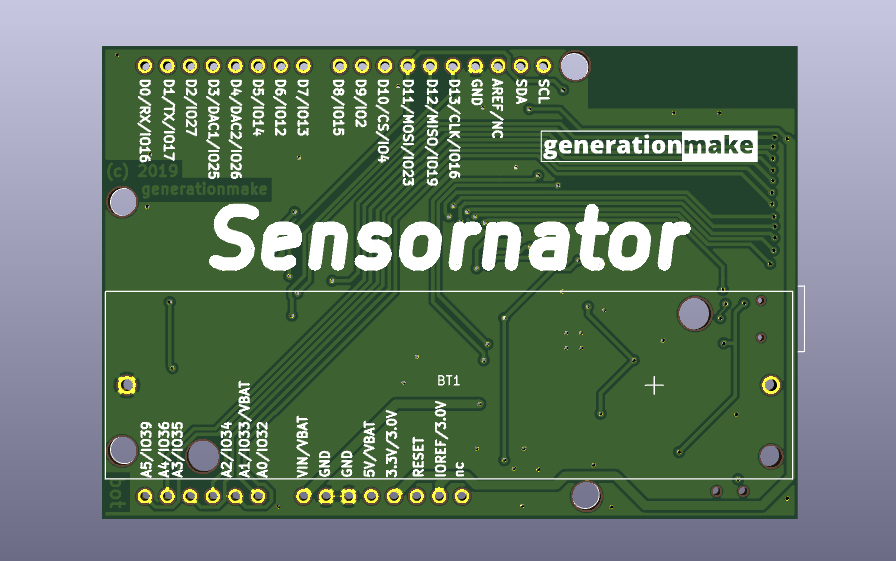 D0/RX/IO16
D1/TX/IO17
D2/IO27
D3/DAC1/IO25
D4/DAC2/IO26
D5/IO14
D6/IO12
D7/IO13
D8/IO15
D9/IO2
D10/CS/IO4
D11/MOSI/IO23
D12/MISO/IO19
D13/CLK/IO16
GND
AREF/NC
SDA
SCL
generationmake
(c) 2019
generationmake
Sensornator
BT1
A5/IO39
A4/IO36
A3/IO35
A2/IO34
A1/IO33/VBAT
A0/IO32
VIN/VBAT
GND
GND
5V/VBAT
3.3V/3.0V
RESET
IOREF/3.0V
nc
bot